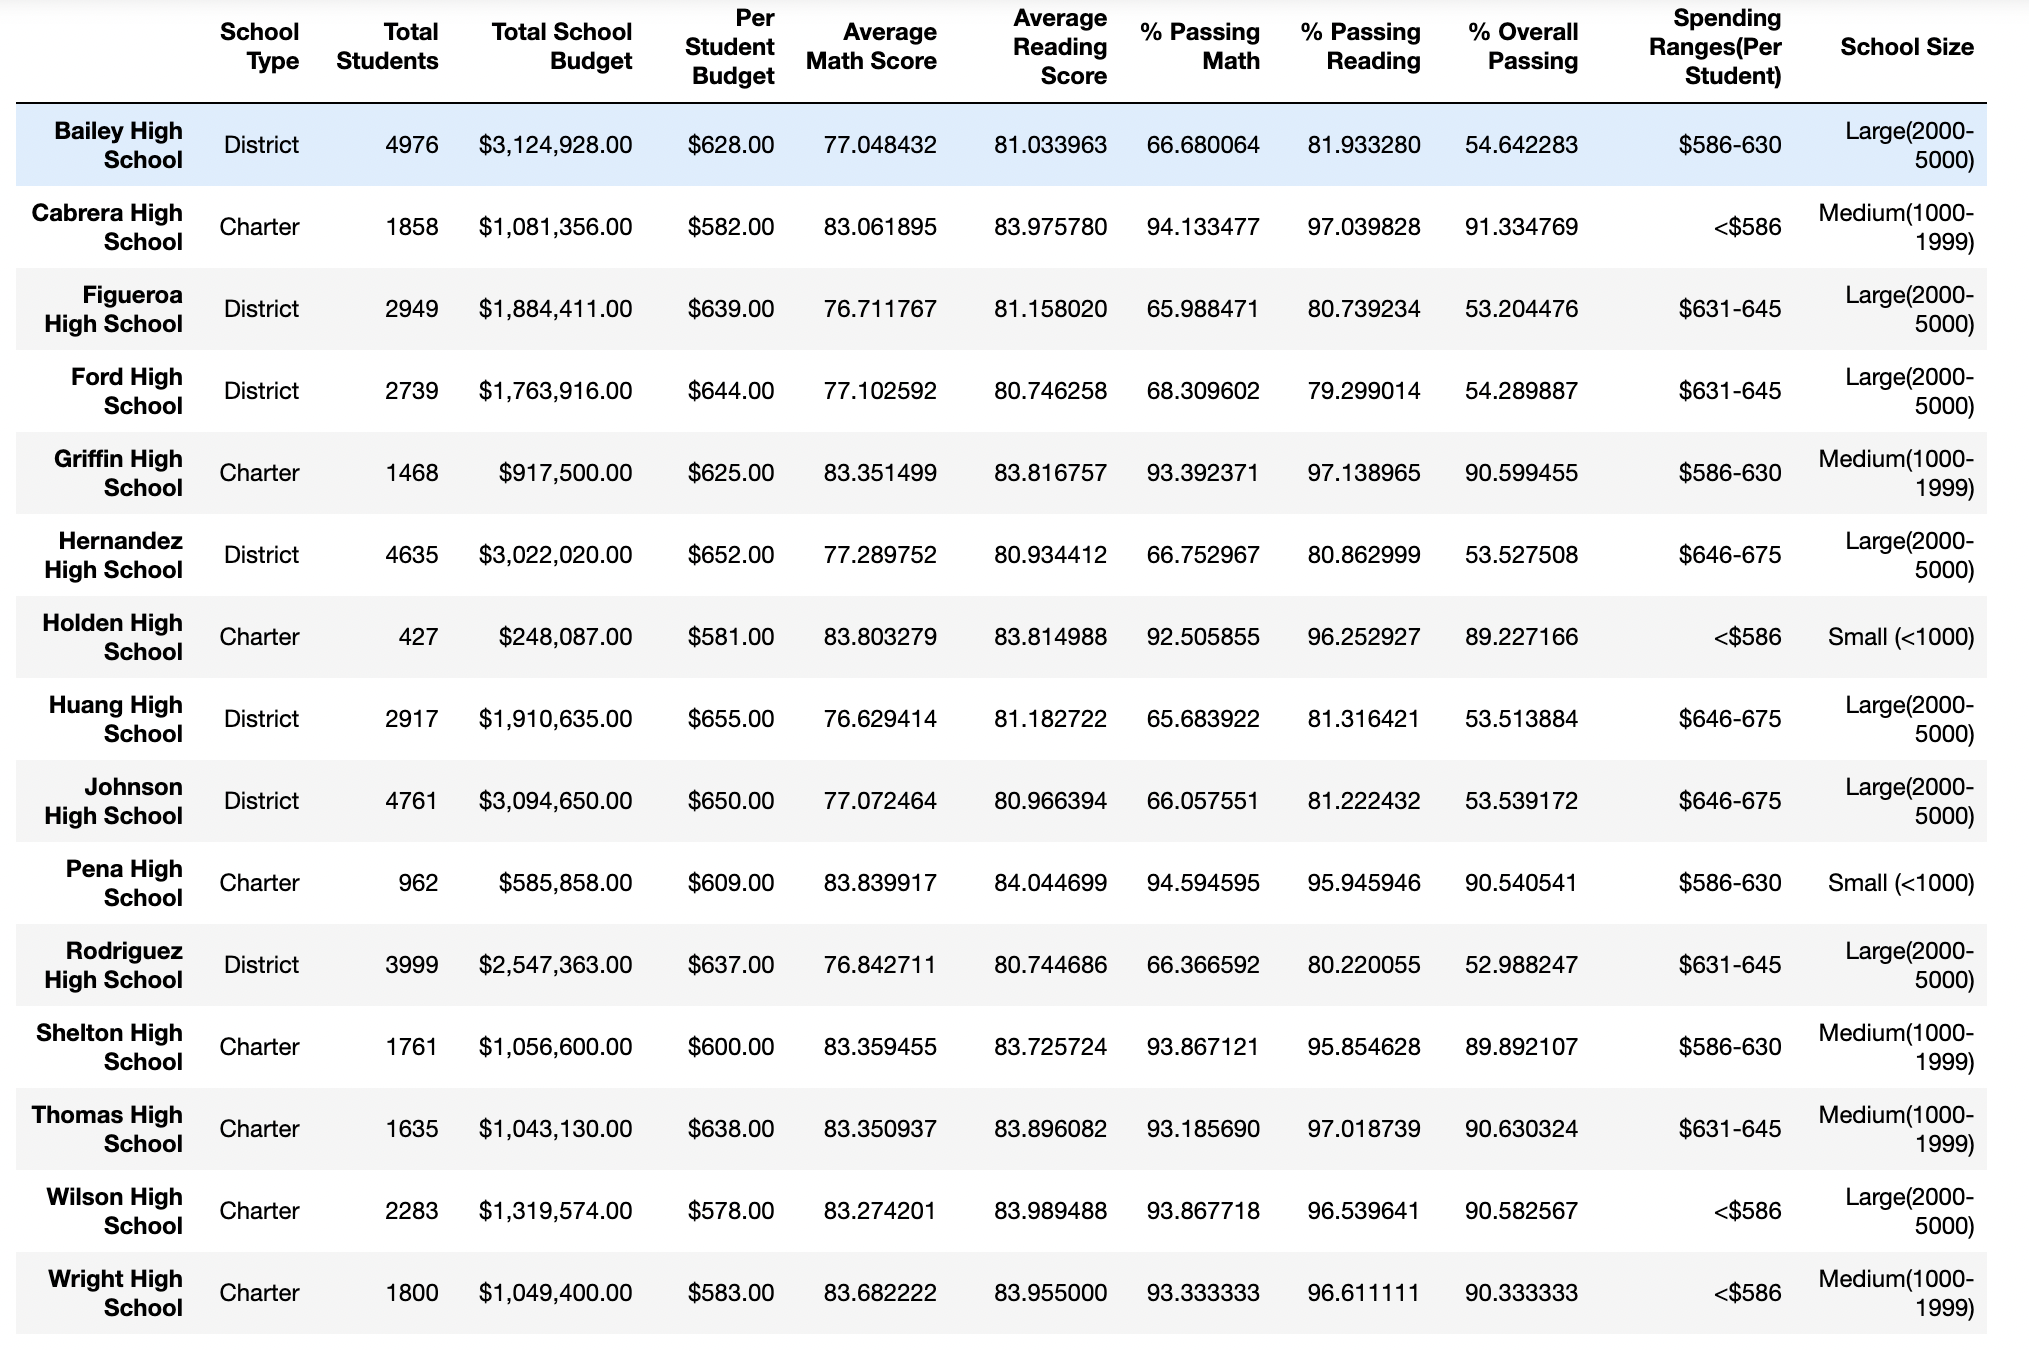 School Type Total Students Total School Budget Per Student Budget Average Math Score Average Reading Score % Passing Math % Passing Reading % Overall Passing Spending Ranges(Per Student) School Size
Bailey High School District 4976 $3,124,928.00 $628.00 77.048432 81.033963 66.680064 81.933280 54.642283 $586-630 Large(2000-5000)
Cabrera High School Charter 1858 $1,081,356.00 $582.00 83.061895 83.975780 94.133477 97.039828 91.334769 <$586 Medium(1000-1999)
Figueroa High School District 2949 $1,884,411.00 $639.00 76.711767 81.158020 65.988471 80.739234 53.204476 $631-645 Large(2000-5000)
Ford High School District 2739 $1,763,916.00 $644.00 77.102592 80.746258 68.309602 79.299014 54.289887 $631-645 Large(2000-5000)
Griffin High School Charter 1468 $917,500.00 $625.00 83.351499 83.816757 93.392371 97.138965 90.599455 $586-630 Medium(1000-1999)
Hernandez High School District 4635 $3,022,020.00 $652.00 77.289752 80.934412 66.752967 80.862999 53.527508 $646-675 Large(2000-5000)
Holden High School Charter 427 $248,087.00 $581.00 83.803279 83.814988 92.505855 96.252927 89.227166 <$586 Small (<1000)
Huang High School District 2917 $1,910,635.00 $655.00 76.629414 81.182722 65.683922 81.316421 53.513884 $646-675 Large(2000-5000)
Johnson High School District 4761 $3,094,650.00 $650.00 77.072464 80.966394 66.057551 81.222432 53.539172 $646-675 Large(2000-5000)
Pena High School Charter 962 $585,858.00 $609.00 83.839917 84.044699 94.594595 95.945946 90.540541 $586-630 Small (<1000)
Rodriguez High School District 3999 $2,547,363.00 $637.00 76.842711 80.744686 66.366592 80.220055 52.988247 $631-645 Large(2000-5000)
Shelton High School Charter 1761 $1,056,600.00 $600.00 83.359455 83.725724 93.867121 95.854628 89.892107 $586-630 Medium(1000-1999)
Thomas High School Charter 1635 $1,043,130.00 $638.00 83.350937 83.896082 93.185690 97.018739 90.630324 $631-645 Medium(1000-1999)
Wilson High School Charter 2283 $1,319,574.00 $578.00 83.274201 83.989488 93.867718 96.539641 90.582567 <$586 Large(2000-5000)
Wright High School Charter 1800 $1,049,400.00 $583.00 83.682222 83.955000 93.333333 96.611111 90.333333 <$586 Medium(1000-1999)